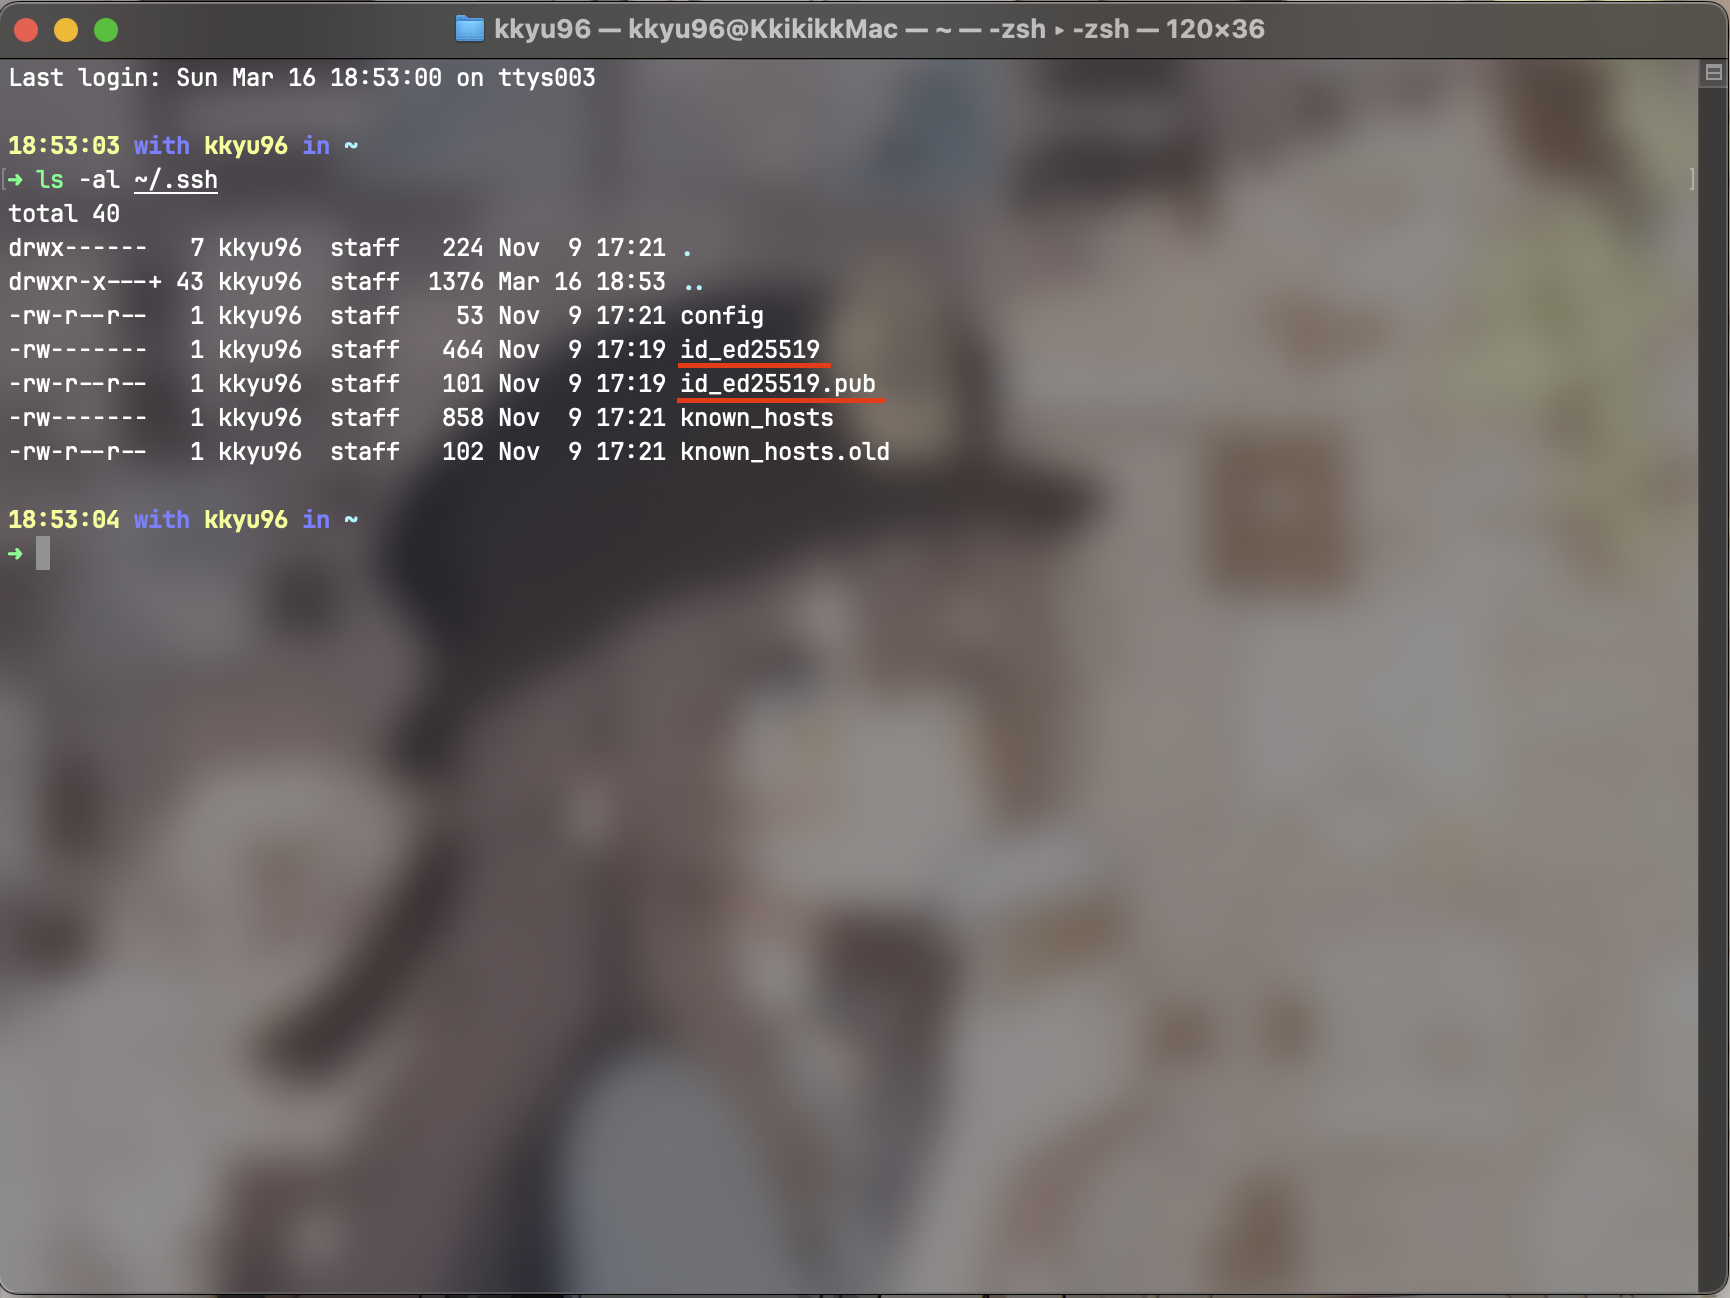 kkyu96 — kkyu96@KkikikkMac — ~ — -zsh ▸ -zsh — 120×36
Last login: Sun Mar 16 18:53:00 on ttys003
18:53:03 with kkyu96 in ~
➜ ls -al ~/.ssh
total 40
drwx------   7 kkyu96  staff   224 Nov  9 17:21 .
drwxr-x---+ 43 kkyu96  staff  1376 Mar 16 18:53 ..
-rw-r--r--   1 kkyu96  staff    53 Nov  9 17:21 config
-rw-------   1 kkyu96  staff   464 Nov  9 17:19 id_ed25519
-rw-r--r--   1 kkyu96  staff   101 Nov  9 17:19 id_ed25519.pub
-rw-------   1 kkyu96  staff   858 Nov  9 17:21 known_hosts
-rw-r--r--   1 kkyu96  staff   102 Nov  9 17:21 known_hosts.old
18:53:04 with kkyu96 in ~
➜